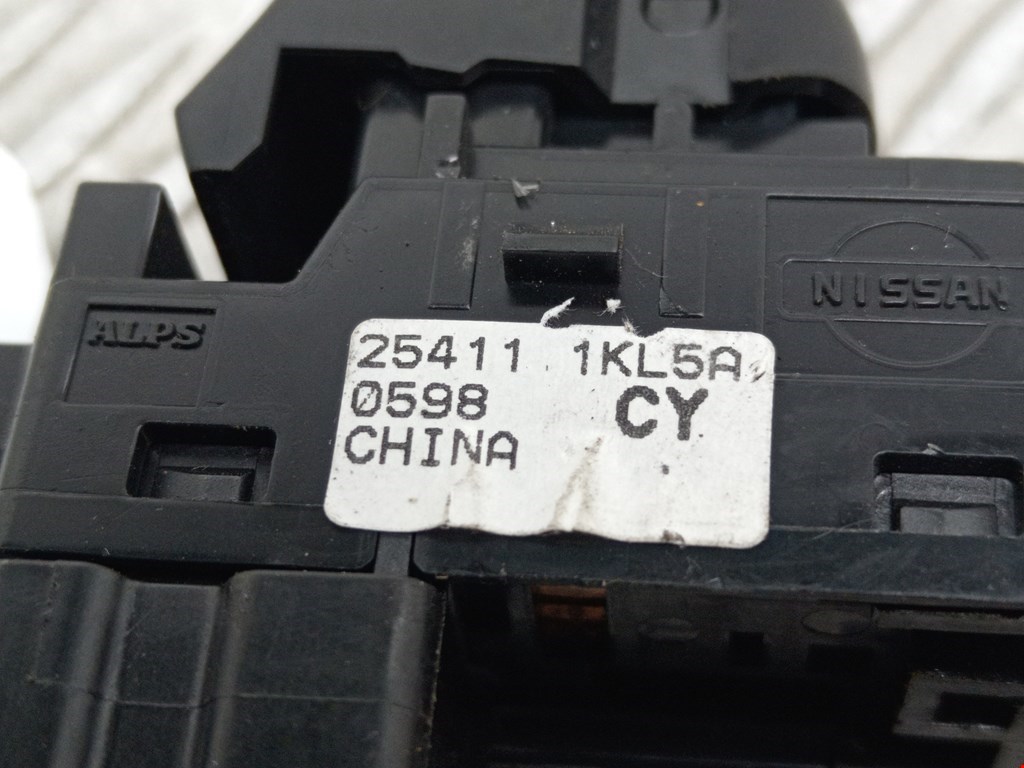 NISSAN
ALPS
25411 1KL5A
0598 CY
CHINA